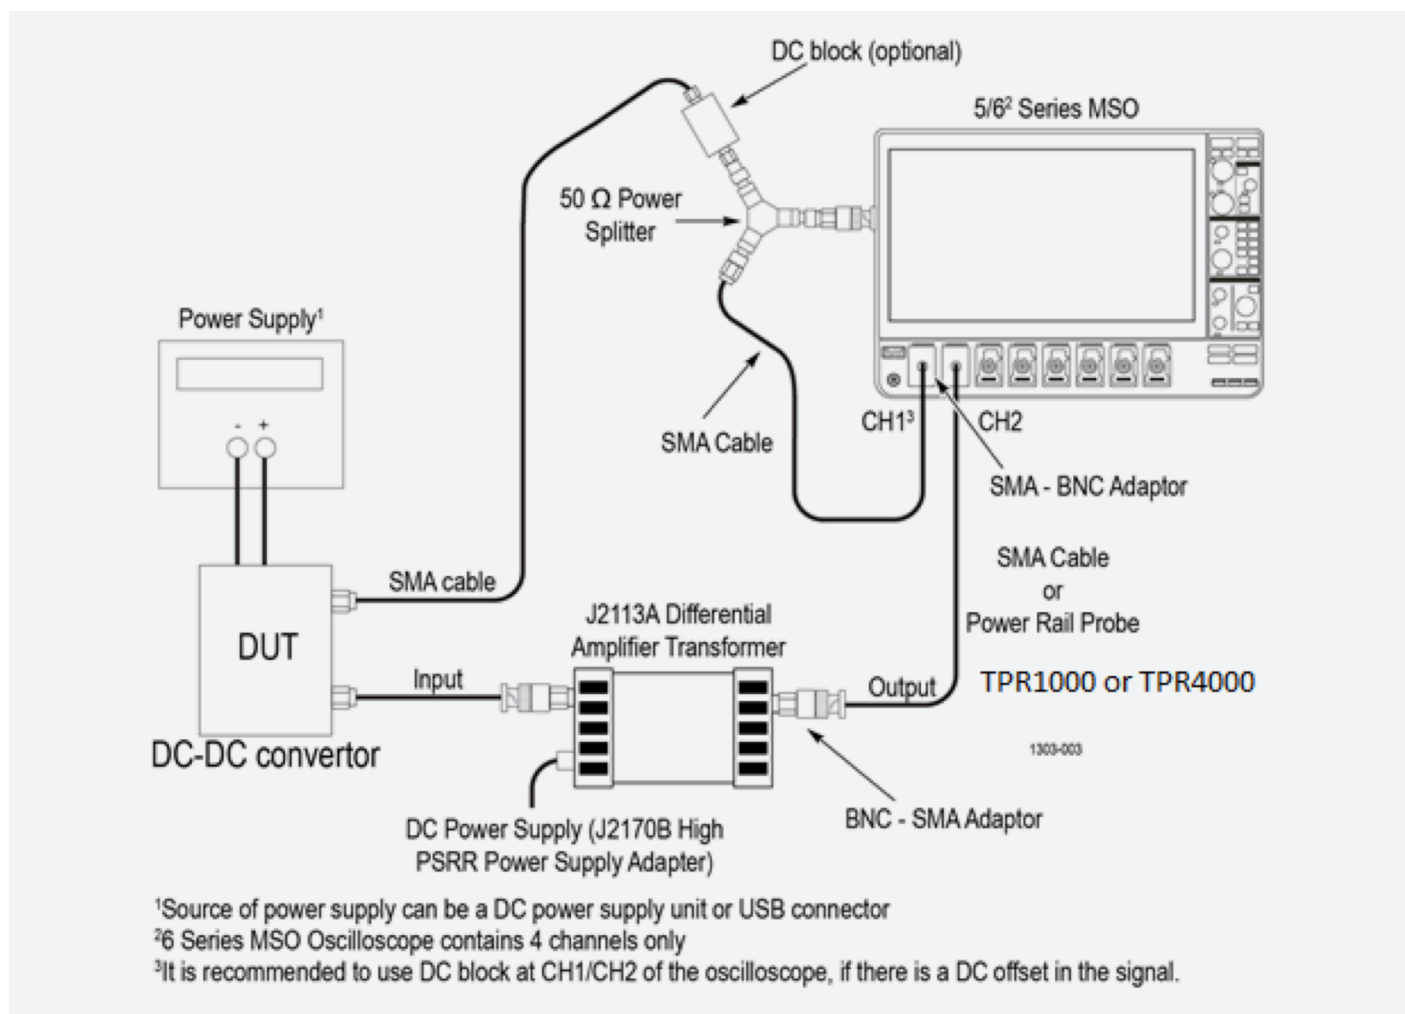 DC block (optional)
5/6² Series MSO
50 Ω Power
Splitter
Power Supply¹
- +
SMA Cable
CH1³
CH2
SMA - BNC Adaptor
SMA Cable
or
Power Rail Probe
TPR1000 or TPR4000
SMA cable
J2113A Differential
Amplifier Transformer
DUT
Input
Output
DC-DC convertor
1303-003
BNC - SMA Adaptor
DC Power Supply (J2170B High
PSRR Power Supply Adapter)
¹Source of power supply can be a DC power supply unit or USB connector
²6 Series MSO Oscilloscope contains 4 channels only
³It is recommended to use DC block at CH1/CH2 of the oscilloscope, if there is a DC offset in the signal.